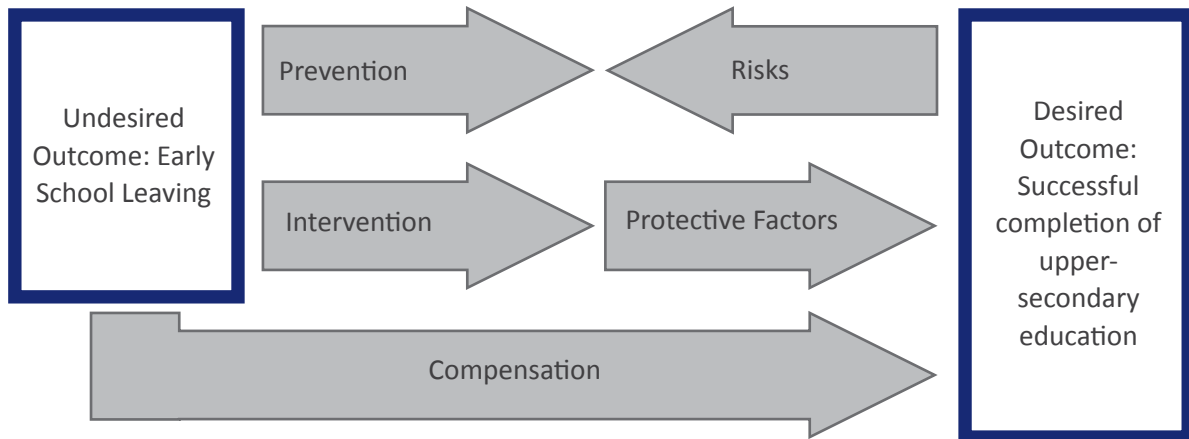 Undesired
Outcome: Early
School Leaving
Prevention
Risks
Intervention
Protective Factors
Compensation
Desired
Outcome:
Successful
completion of
upper-
secondary
education